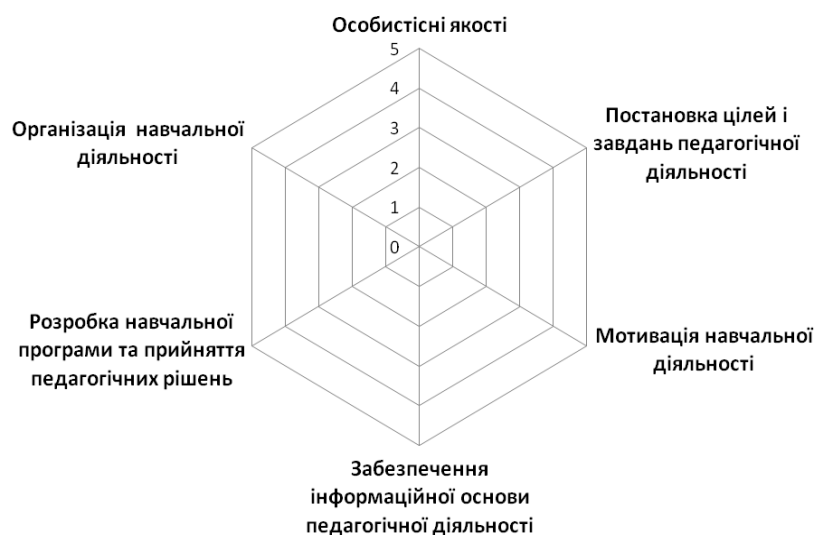 Особистісні якості
5
4
3
2
1
0
Постановка цілей і
завдань педагогічної
діяльності
Мотивація навчальної
діяльності
Забезпечення
інформаційної основи
педагогічної діяльності
Розробка навчальної
програми та прийняття
педагогічних рішень
Організація навчальної
діяльності